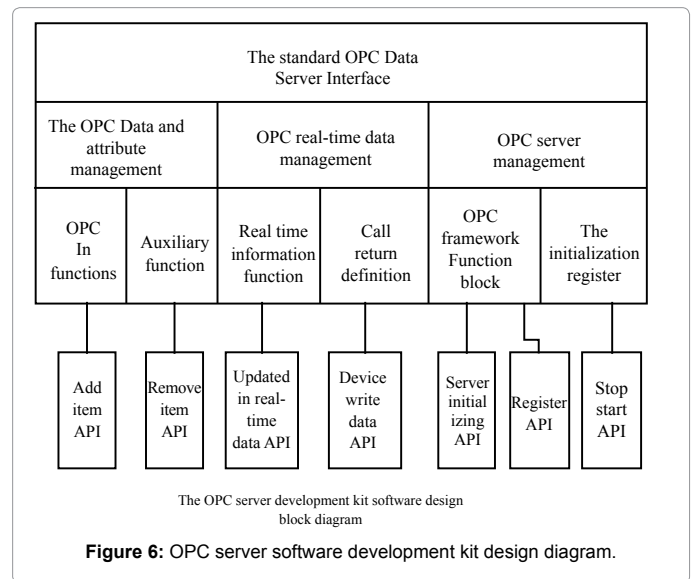 The standard OPC Data
Server Interface
The OPC Data and
attribute
management
OPC real-time data
management
OPC server
management
OPC
In
functions
Auxiliary
function
Real time
information
function
Call
return
definition
OPC
framework
Function
block
The
initialization
register
Add
item
API
Remove
item
API
Updated
in real-
time
data API
Device
write
data
API
Server
initial
izing
API
Register
API
Stop
start
API
The OPC server development kit software design
block diagram
Figure 6: OPC server software development kit design diagram.